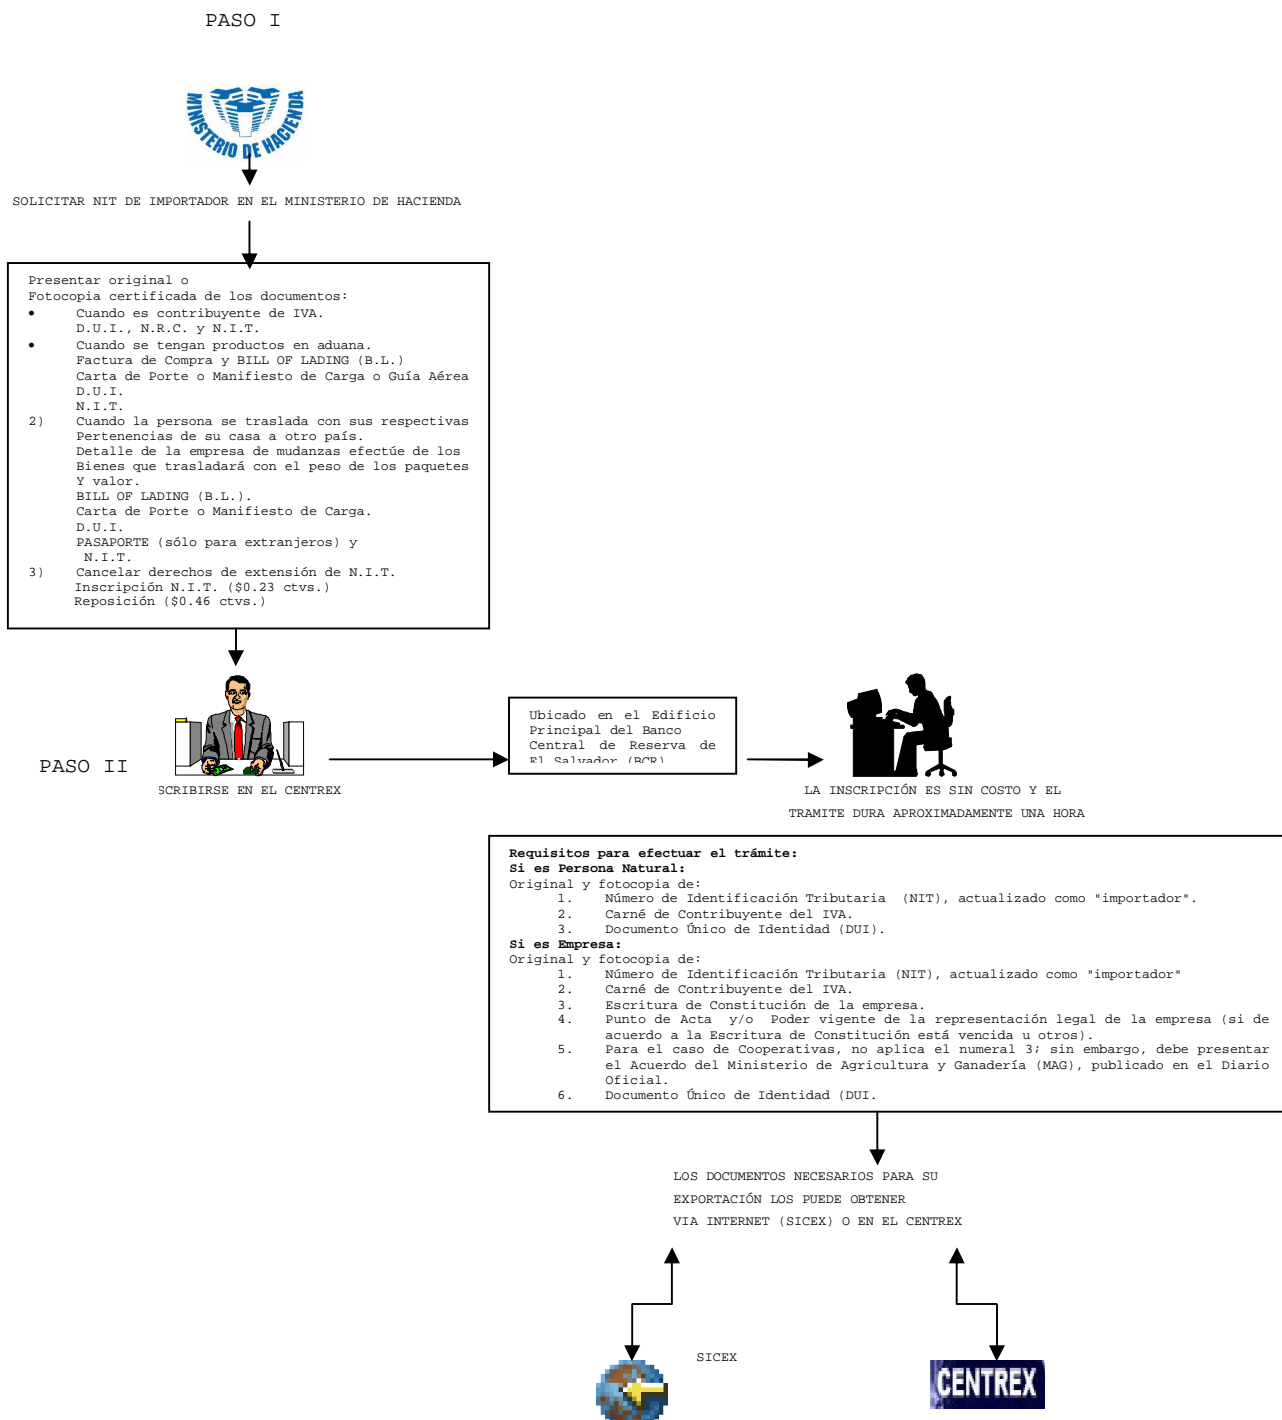 PASO I
MINISTERIO DE HACIENDA
SOLICITAR NIT DE IMPORTADOR EN EL MINISTERIO DE HACIENDA
Presentar original o
Fotocopia certificada de los documentos:
• Cuando es contribuyente de IVA.
D.U.I., N.R.C. y N.I.T.
• Cuando se tengan productos en aduana.
Factura de Compra y BILL OF LADING (B.L.)
Carta de Porte o Manifiesto de Carga o Guía Aérea
D.U.I.
N.I.T.
2) Cuando la persona se traslada con sus respectivas
Pertenencias de su casa a otro país.
Detalle de la empresa de mudanzas efectúe de los
Bienes que trasladará con el peso de los paquetes
Y valor.
BILL OF LADING (B.L.).
Carta de Porte o Manifiesto de Carga.
D.U.I.
PASAPORTE (sólo para extranjeros) y
N.I.T.
3) Cancelar derechos de extensión de N.I.T.
Inscripción N.I.T. ($0.23 ctvs.)
Reposición ($0.46 ctvs.)
PASO II
SCRIBIRSE EN EL CENTREX
Ubicado en el Edificio
Principal del Banco
Central de Reserva de
El Salvador (BCR)
LA INSCRIPCIÓN ES SIN COSTO Y EL
TRAMITE DURA APROXIMADAMENTE UNA HORA
Requisitos para efectuar el trámite:
Si es Persona Natural:
Original y fotocopia de:
1. Número de Identificación Tributaria (NIT), actualizado como "importador".
2. Carné de Contribuyente del IVA.
3. Documento Único de Identidad (DUI).
Si es Empresa:
Original y fotocopia de:
1. Número de Identificación Tributaria (NIT), actualizado como "importador"
2. Carné de Contribuyente del IVA.
3. Escritura de Constitución de la empresa.
4. Punto de Acta y/o Poder vigente de la representación legal de la empresa (si de
acuerdo a la Escritura de Constitución está vencida u otros).
5. Para el caso de Cooperativas, no aplica el numeral 3; sin embargo, debe presentar
el Acuerdo del Ministerio de Agricultura y Ganadería (MAG), publicado en el Diario
Oficial.
6. Documento Único de Identidad (DUI.
LOS DOCUMENTOS NECESARIOS PARA SU
EXPORTACIÓN LOS PUEDE OBTENER
VIA INTERNET (SICEX) O EN EL CENTREX
SICEX
CENTREX